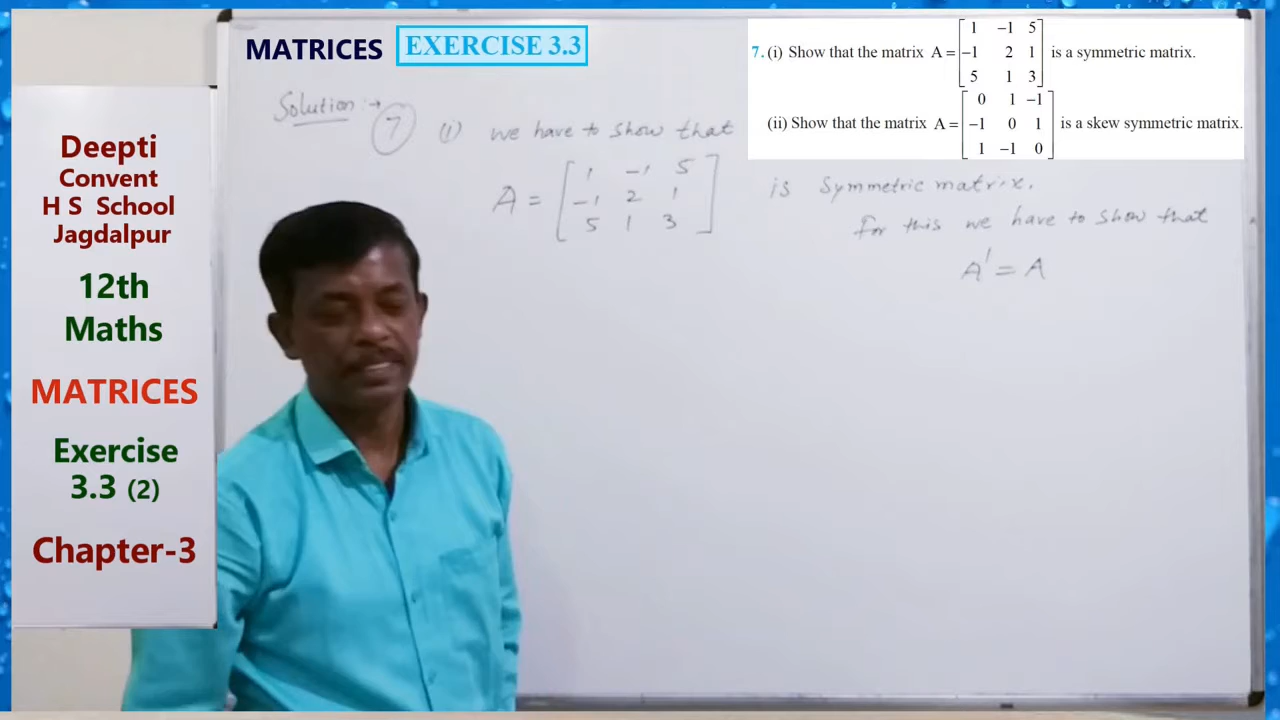 MATRICES EXERCISE 3.3
7. (i) Show that the matrix A = [1 −1 5
−1 2 1
5 1 3] is a symmetric matrix.
(ii) Show that the matrix A = [0 1 −1
−1 0 1
1 −1 0] is a skew symmetric matrix.
Deepti
Convent
H S School
Jagdalpur
12th
Maths
MATRICES
Exercise
3.3 (2)
Chapter-3
Solution :→
7 (i) we have to show that
A = [1 -1 5
-1 2 1
5 1 3]
is symmetric matrix.
for this we have to show that
A' = A